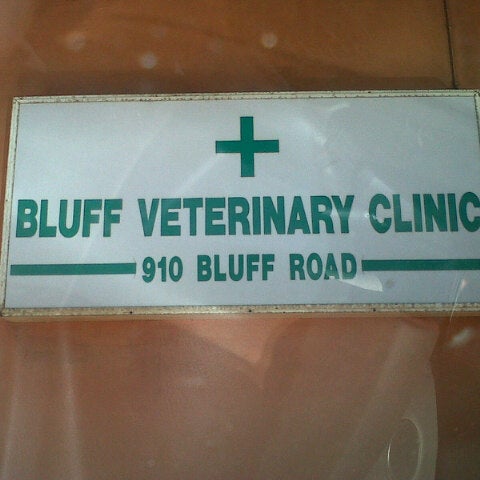 BLUFF VETERINARY CLINIC
910 BLUFF ROAD